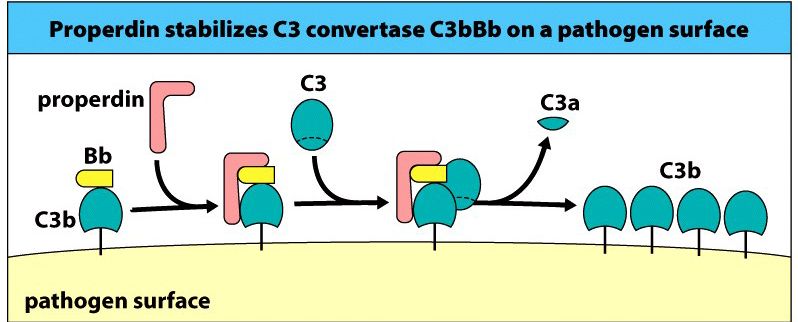 Properdin stabilizes C3 convertase C3bBb on a pathogen surface
properdin
C3
C3a
Bb
C3b
C3b
pathogen surface